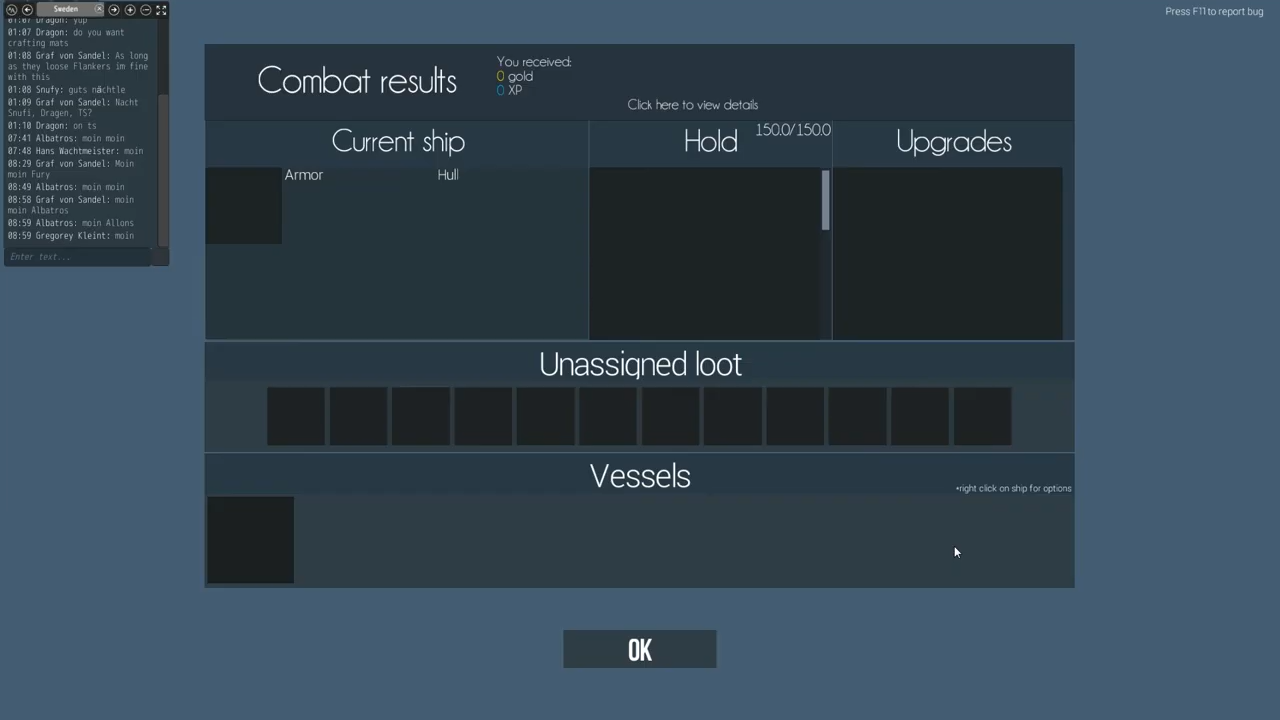 Sweden
Press F11 to report bug
01:07 Dragon: yup
01:07 Dragon: do you want
crafting mats
01:08 Graf von Sandel: As long
as they loose Flankers im fine
with this
01:08 Snufy: guts nächtle
01:09 Graf von Sandel: Nacht
Snufi, Dragen, TS?
01:10 Dragon: on ts
07:41 Albatros: moin moin
07:48 Hans Wachtmeister: moin
08:29 Graf von Sandel: Moin
moin Fury
08:49 Albatros: moin moin
08:58 Graf von Sandel: moin
moin Albatros
08:59 Albatros: moin Allons
08:59 Gregorey Kleint: moin
Enter text...
Combat results
You received:
0 gold
0 XP
Click here to view details
Current ship
Hold
150.0/150.0
Upgrades
Armor
Hull
Unassigned loot
Vessels
*right click on ship for options
OK